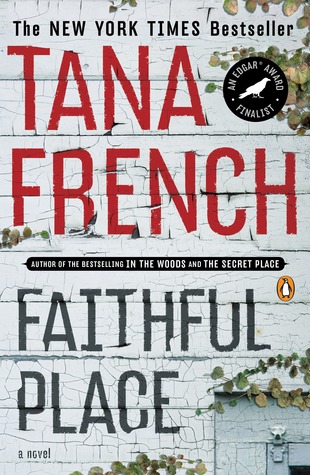 The NEW YORK TIMES Bestseller
TANA
FRENCH
AN EDGAR® AWARD
FINALIST
AUTHOR OF THE BESTSELLING IN THE WOODS AND THE SECRET PLACE
FAITHFUL
PLACE
a novel